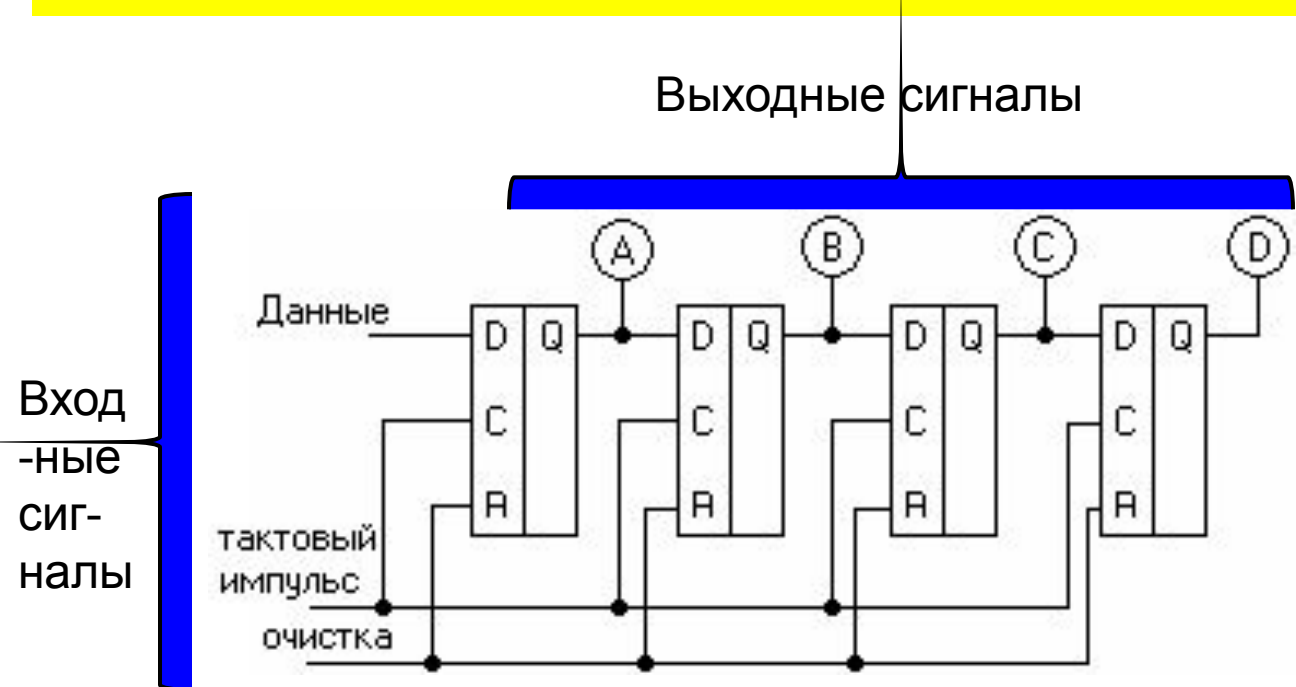 Выходные сигналы
A B C D
Данные
D Q D Q D Q D Q
Вход
-ные
сиг-
налы
C C C C
R R R R
тактовый
импульс
очистка